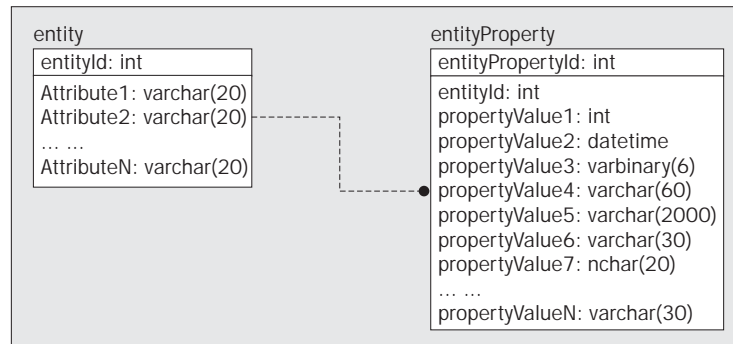 entity
entityId: int
Attribute1: varchar(20)
Attribute2: varchar(20)
... ...
AttributeN: varchar(20)
entityProperty
entityPropertyId: int
entityId: int
propertyValue1: int
propertyValue2: datetime
propertyValue3: varbinary(6)
propertyValue4: varchar(60)
propertyValue5: varchar(2000)
propertyValue6: varchar(30)
propertyValue7: nchar(20)
... ...
propertyValueN: varchar(30)